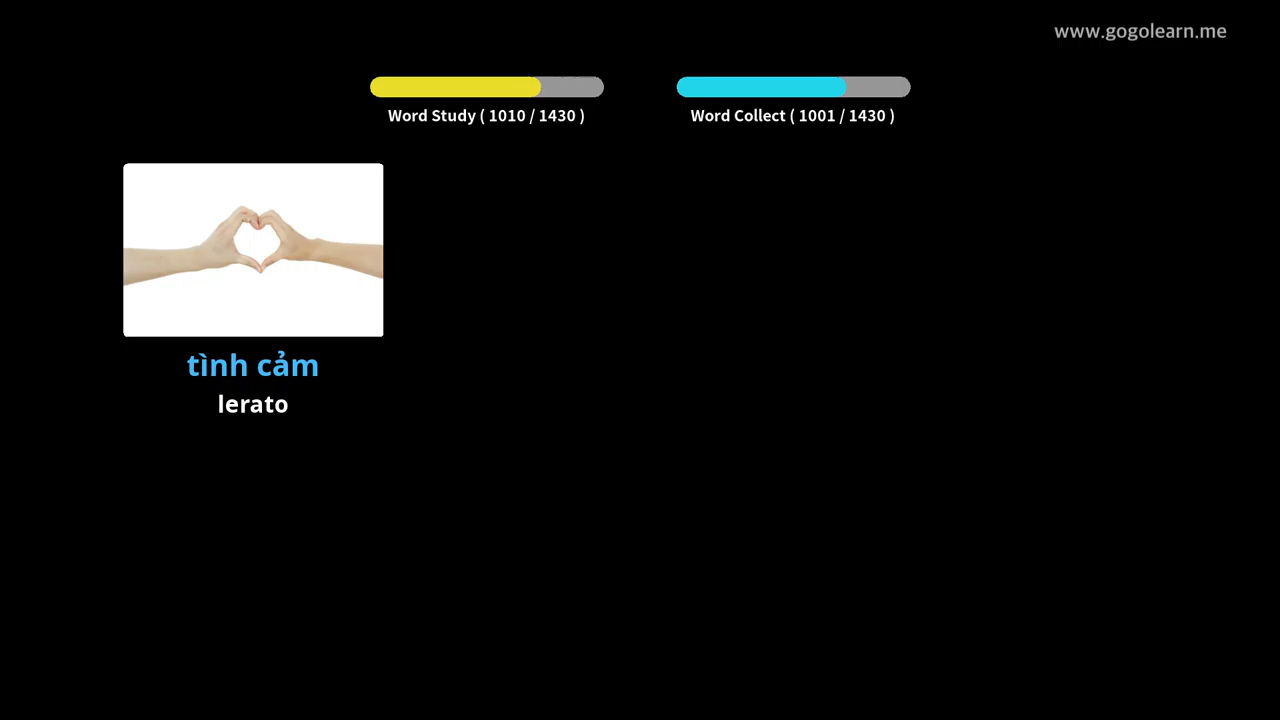 www.gogolearn.me
Word Study ( 1010 / 1430 )
Word Collect ( 1001 / 1430 )
tình cảm
lerato